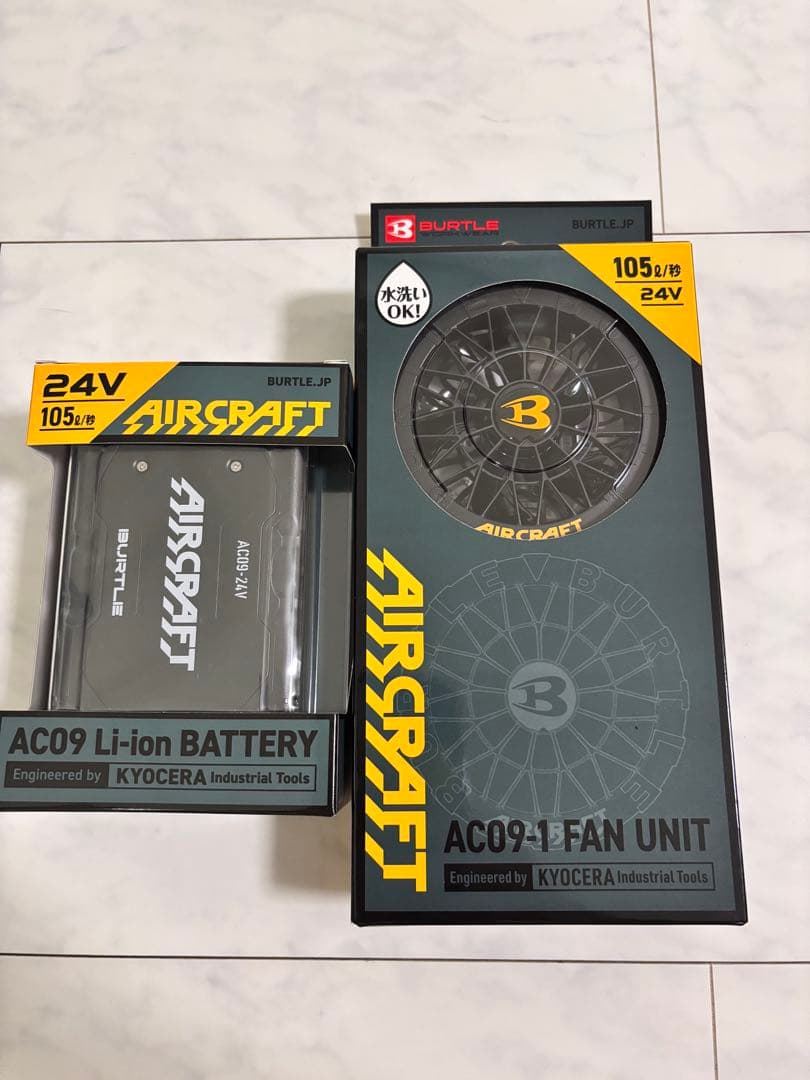 24V
105ℓ/秒
BURTLE.JP
AIRCRAFT
AC09-24V
AIRCRAFT
BURTLE
AC09 Li-ion BATTERY
Engineered by KYOCERA Industrial Tools
BURTLE
BURTLE.JP
水洗い
OK!
105ℓ/秒
24V
B
AIRCRAFT
AIRCRAFT
LEVBURTLE
B
AIRCRAFT
AC09-1 FAN UNIT
Engineered by KYOCERA Industrial Tools